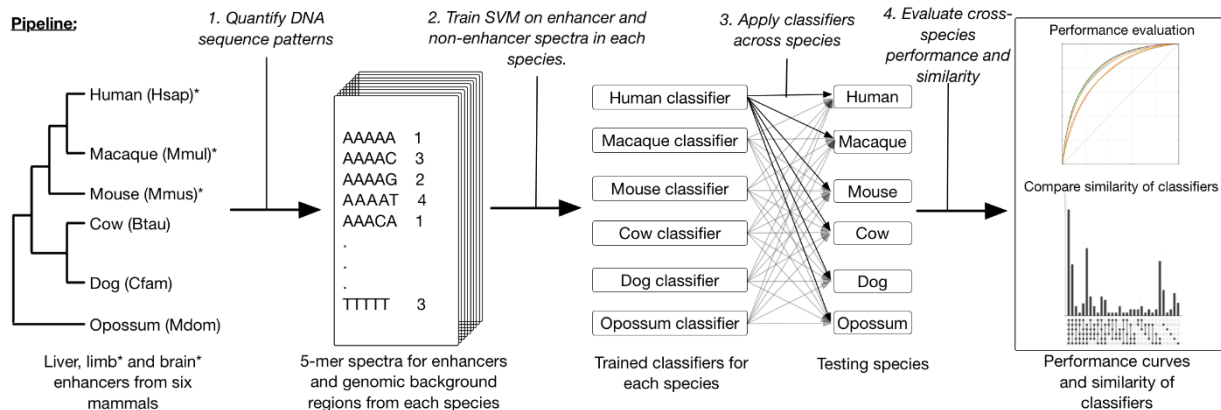 Pipeline:
1. Quantify DNA
sequence patterns
2. Train SVM on enhancer and
non-enhancer spectra in each
species.
3. Apply classifiers
across species
4. Evaluate cross-
species
performance and
similarity
Human (Hsap)*
Macaque (Mmul)*
Mouse (Mmus)*
Cow (Btau)
Dog (Cfam)
Opossum (Mdom)
Liver, limb* and brain*
enhancers from six
mammals
AAAAA 1
AAAAC 3
AAAAG 2
AAAAT 4
AAACA 1
.
.
.
TTTTT 3
5-mer spectra for enhancers
and genomic background
regions from each species
Human classifier
Macaque classifier
Mouse classifier
Cow classifier
Dog classifier
Opossum classifier
Trained classifiers for
each species
Human
Macaque
Mouse
Cow
Dog
Opossum
Testing species
Performance evaluation
Compare similarity of classifiers
Performance curves
and similarity of
classifiers